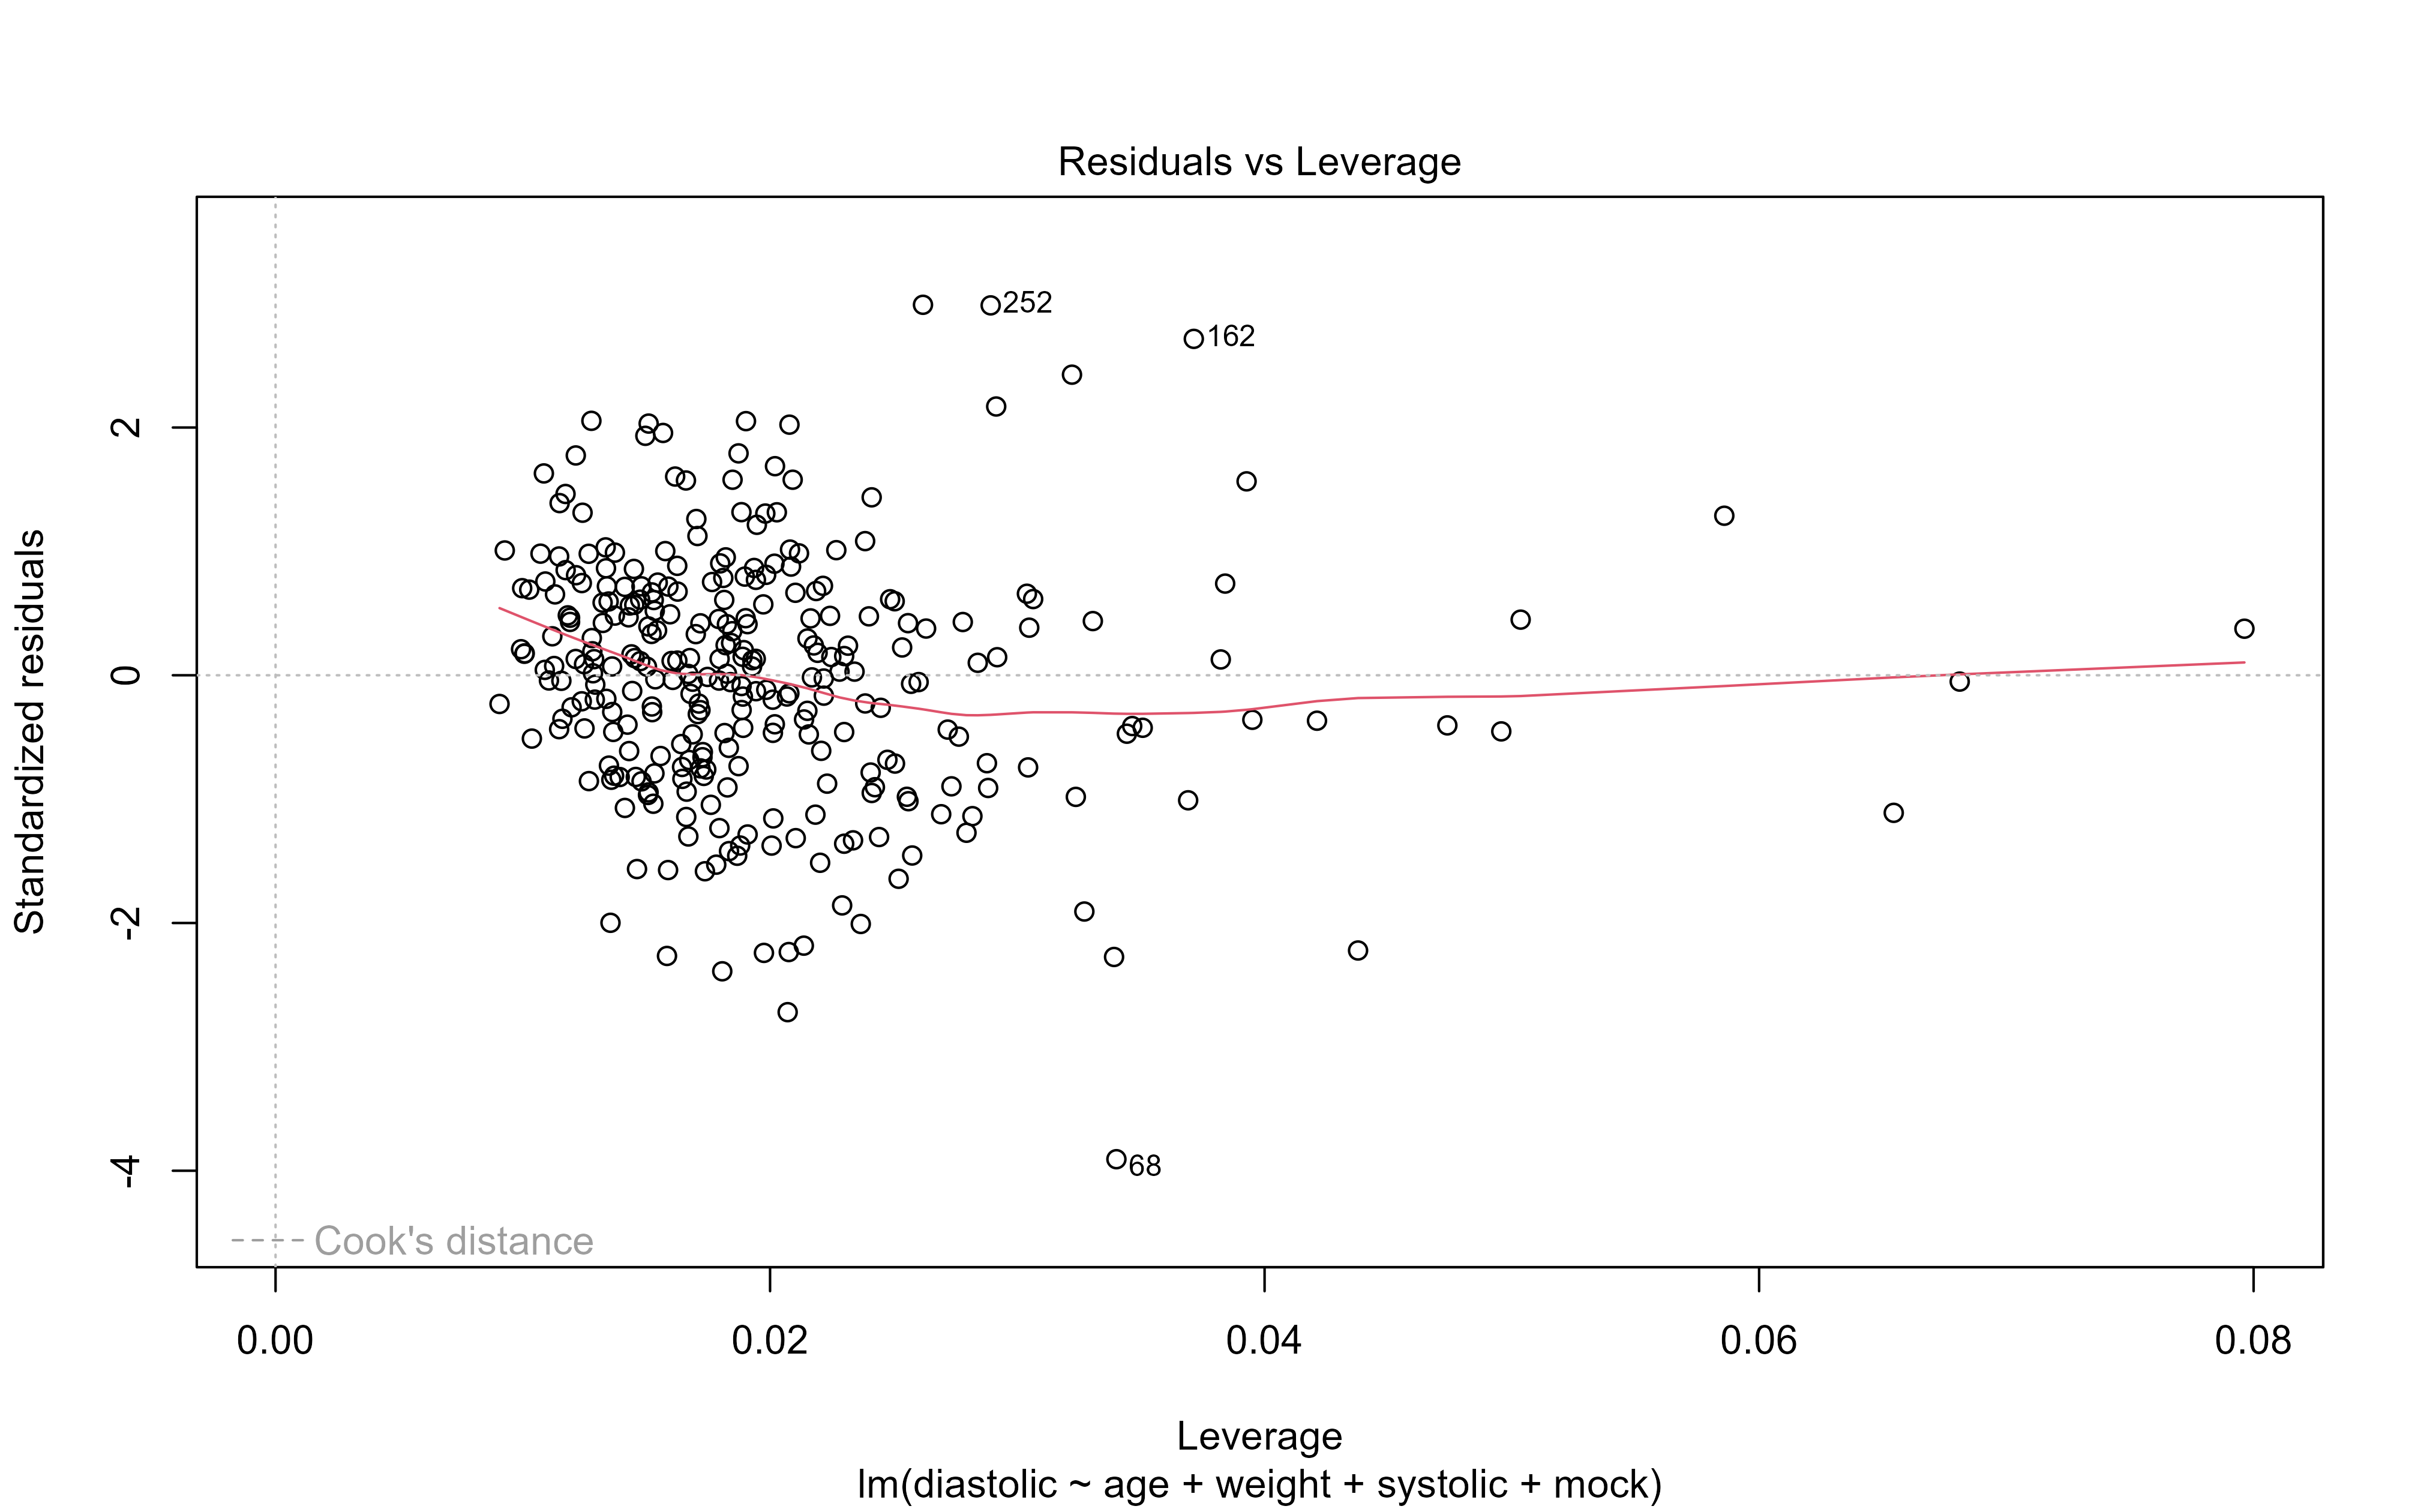 Residuals vs Leverage
252
162
2
0
-2
-4
68
Standardized residuals
Cook's distance
0.00 0.02 0.04 0.06 0.08
Leverage
lm(diastolic ~ age + weight + systolic + mock)